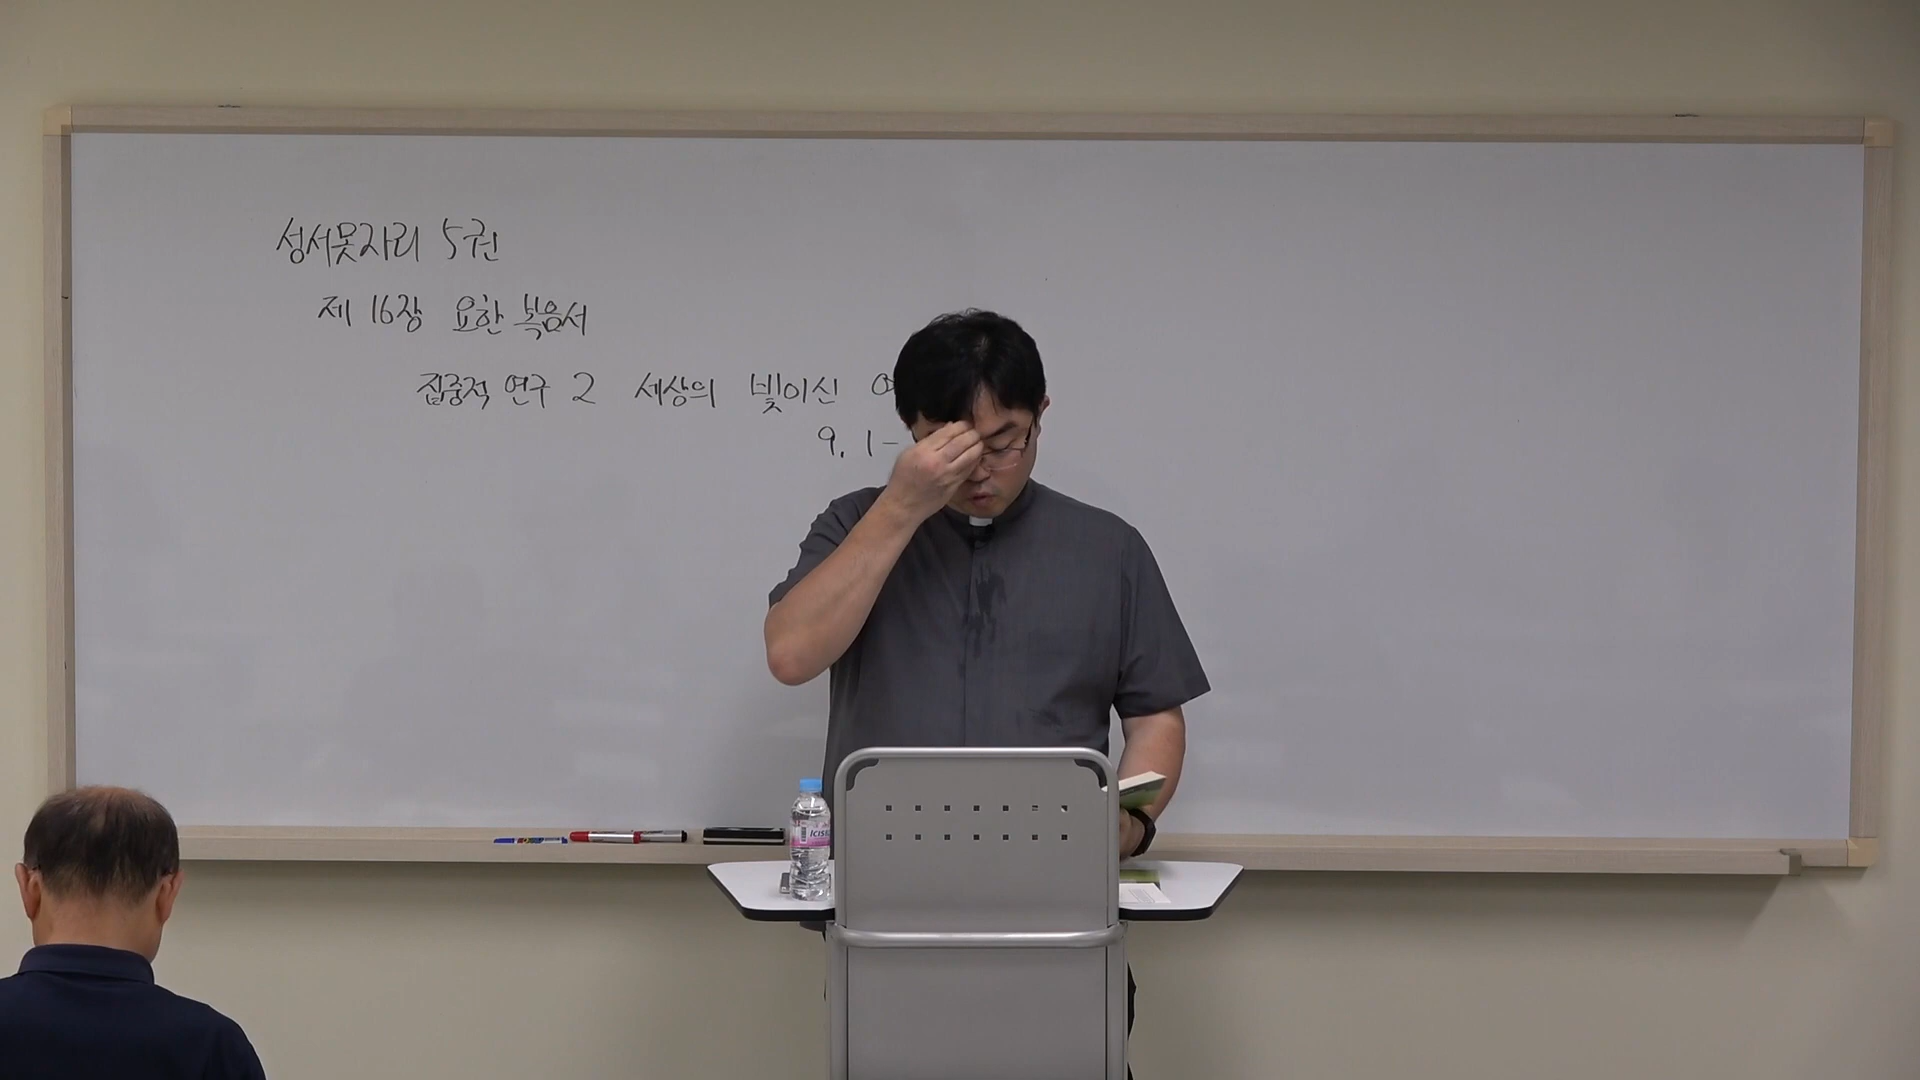 성서못자리 5권
제 16장 요한 복음서
집중적 연구 2 세상의 빛이신
9. 1-
icis